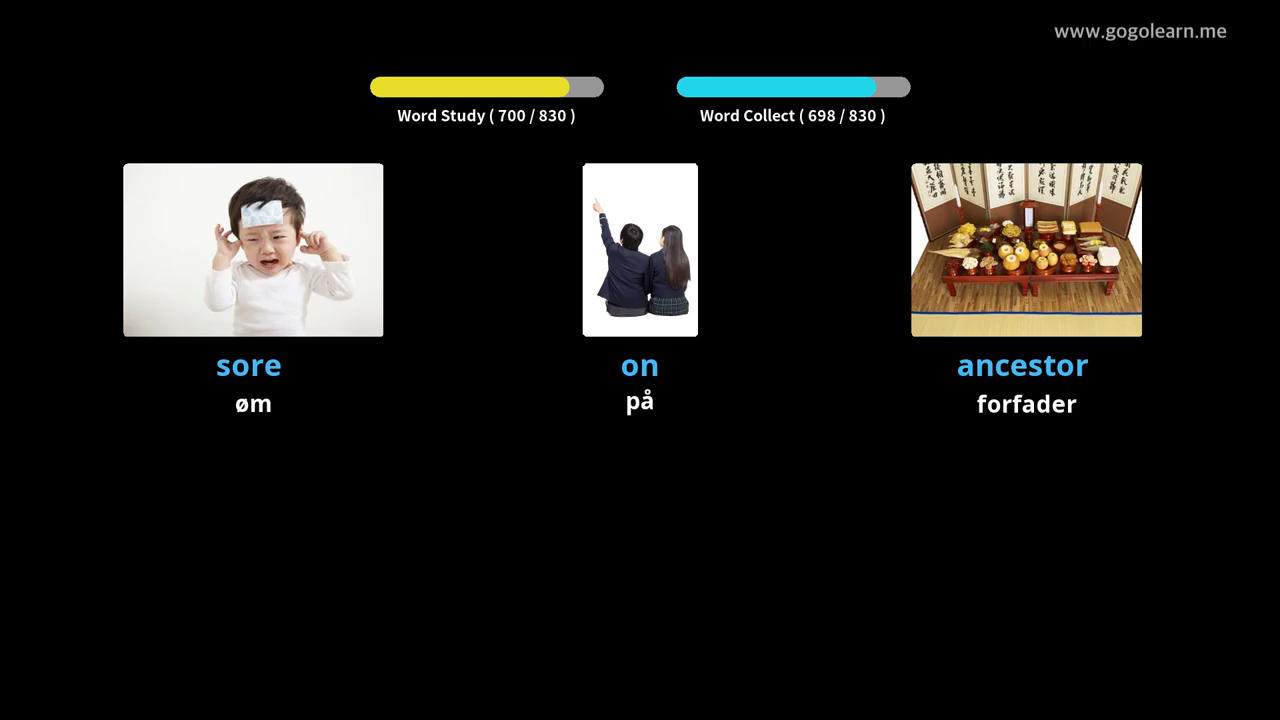 www.gogolearn.me
Word Study ( 700 / 830 )
Word Collect ( 698 / 830 )
sore
on
ancestor
øm
på
forfader